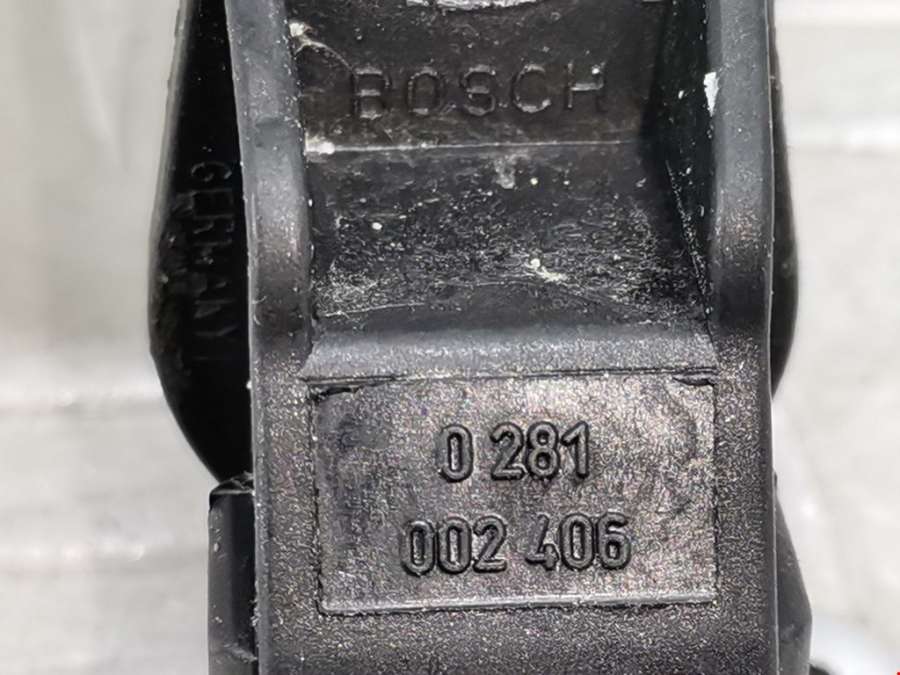 BOSCH
GERMANY
0 281
002 406